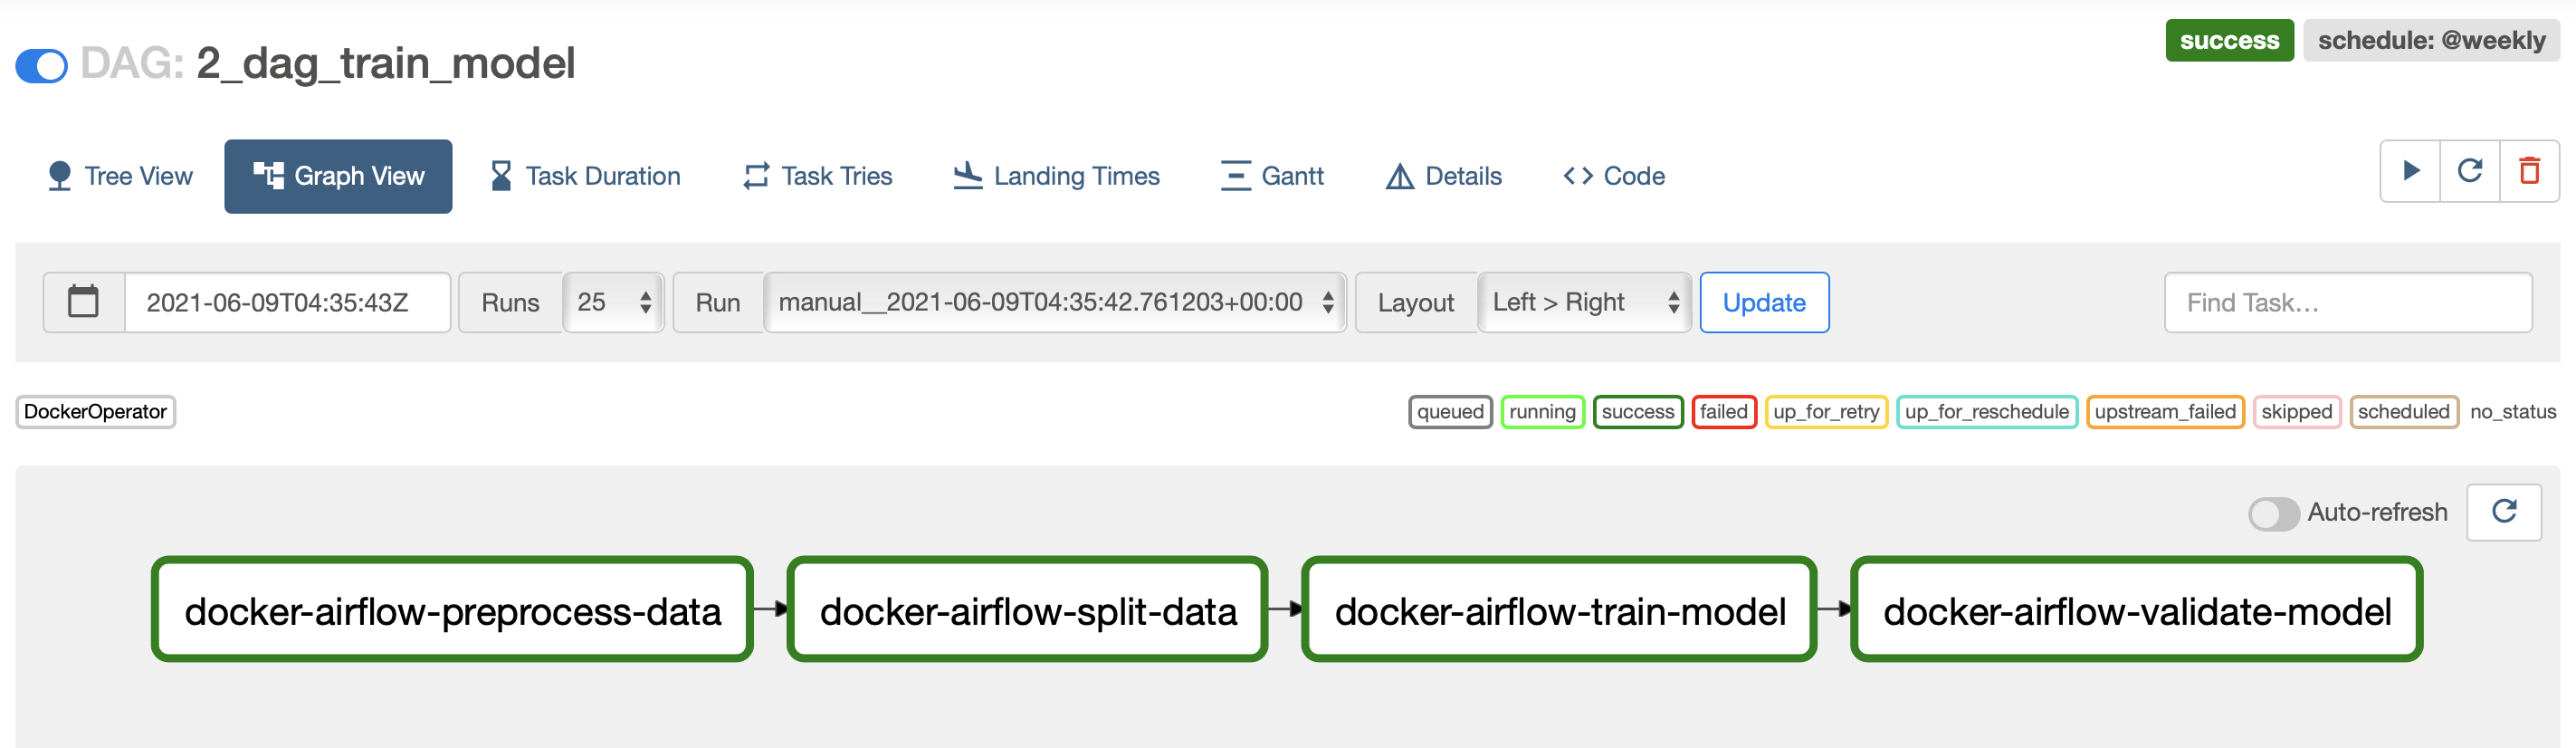 DAG: 2_dag_train_model
success schedule: @weekly
Tree View Graph View Task Duration Task Tries Landing Times Gantt Details Code
2021-06-09T04:35:43Z Runs 25 Run manual__2021-06-09T04:35:42.761203+00:00 Layout Left > Right Update Find Task...
DockerOperator queued running success failed up_for_retry up_for_reschedule upstream_failed skipped scheduled no_status
Auto-refresh
docker-airflow-preprocess-data docker-airflow-split-data docker-airflow-train-model docker-airflow-validate-model